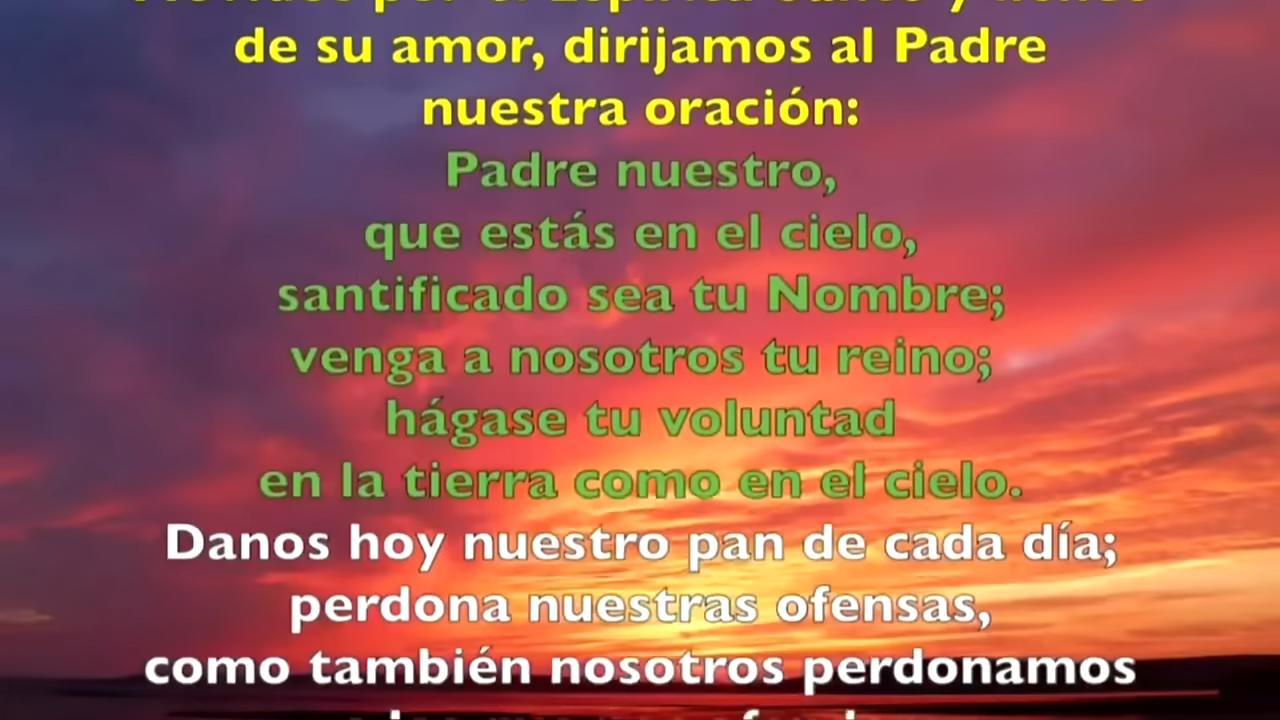 de su amor, dirijamos al Padre
nuestra oración:
Padre nuestro,
que estás en el cielo,
santificado sea tu Nombre;
venga a nosotros tu reino;
hágase tu voluntad
en la tierra como en el cielo.
Danos hoy nuestro pan de cada día;
perdona nuestras ofensas,
como también nosotros perdonamos